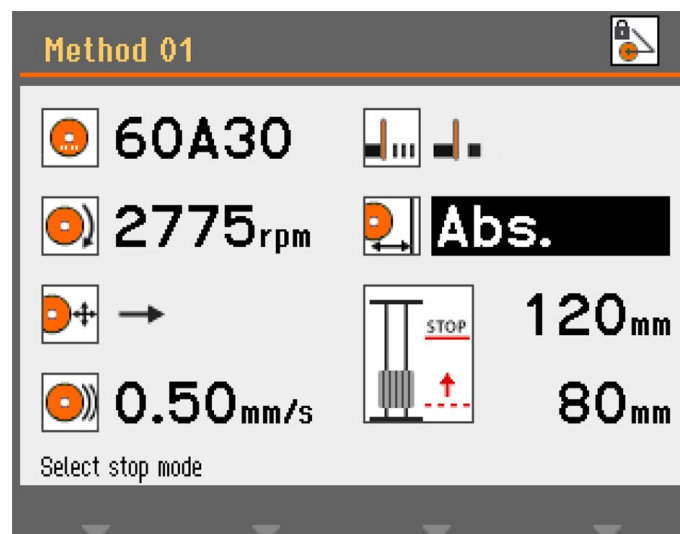 Method 01
60A30
2775rpm
Abs.
STOP
120mm
0.50mm/s
80mm
Select stop mode